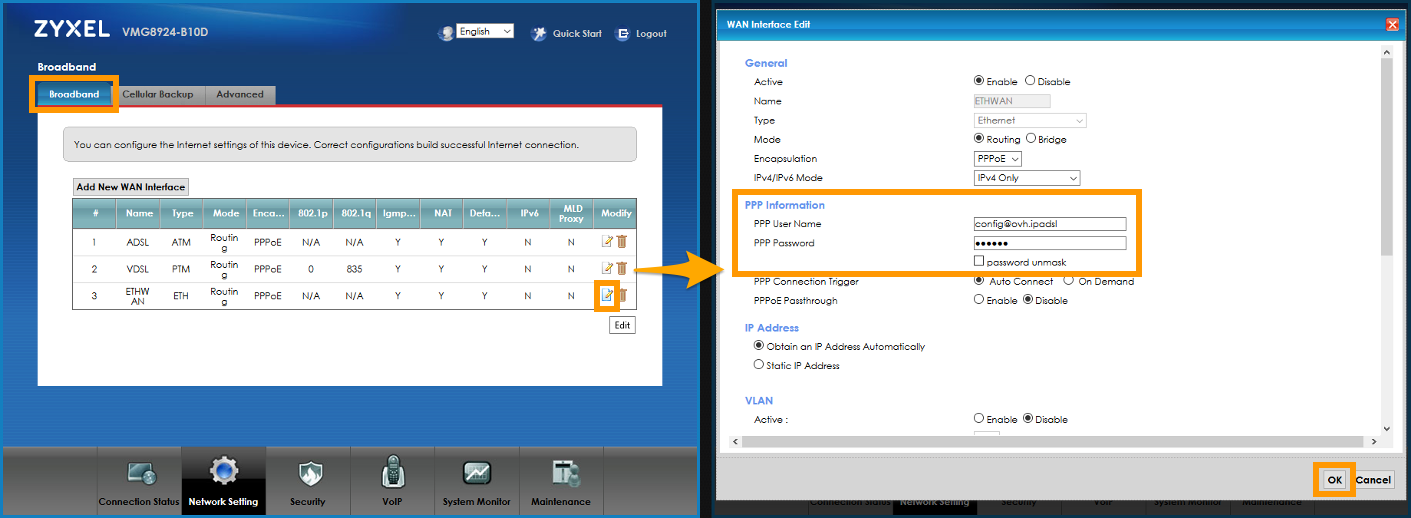 ZYXEL VMG8924-B10D
English Quick Start Logout
Broadband
Broadband Cellular Backup Advanced
You can configure the Internet settings of this device. Correct configurations build successful Internet connection.
Add New WAN Interface
# Name Type Mode Enca... 802.1p 802.1q Igmp... NAT Defa... IPv6 MLD Proxy Modify
1 ADSL ATM Routin g PPPoE N/A N/A Y Y Y N N
2 VDSL PTM Routin g PPPoE 0 835 Y Y Y N N
3 ETHW AN ETH Routin g PPPoE N/A N/A Y Y Y N N
Edit
Connection Status Network Setting Security VoIP System Monitor Maintenance
WAN Interface Edit
General
Active Enable Disable
Name ETHWAN
Type Ethernet
Mode Routing Bridge
Encapsulation PPPoE
IPv4/IPv6 Mode IPv4 Only
PPP Information
PPP User Name config@ovh.ipadsl
PPP Password ●●●●●●
password unmask
PPP Connection Trigger Auto Connect On Demand
PPPoE Passthrough Enable Disable
IP Address
Obtain an IP Address Automatically
Static IP Address
VLAN
Active : Enable Disable
OK Cancel
Connection Status Network Setting Security VoIP System Monitor Maintenance